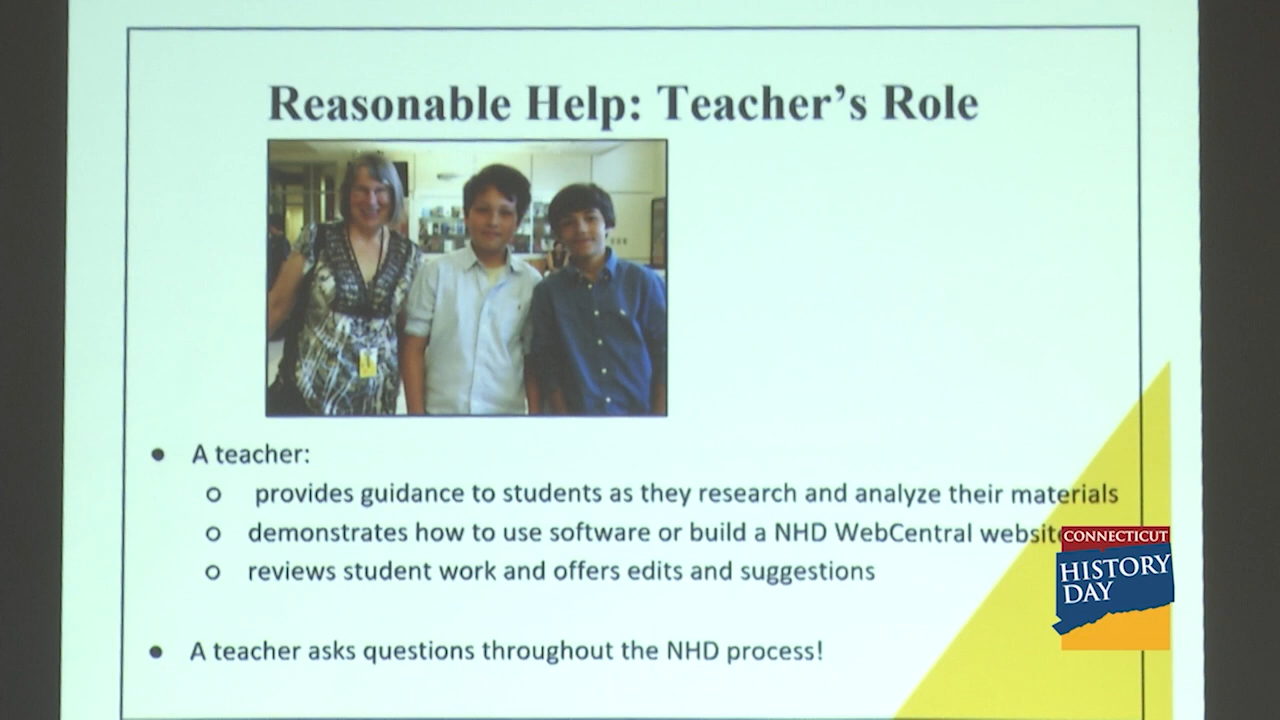 Reasonable Help: Teacher's Role
● A teacher:
o provides guidance to students as they research and analyze their materials
o demonstrates how to use software or build a NHD WebCentral website
o reviews student work and offers edits and suggestions
● A teacher asks questions throughout the NHD process!
CONNECTICUT
HISTORY
DAY